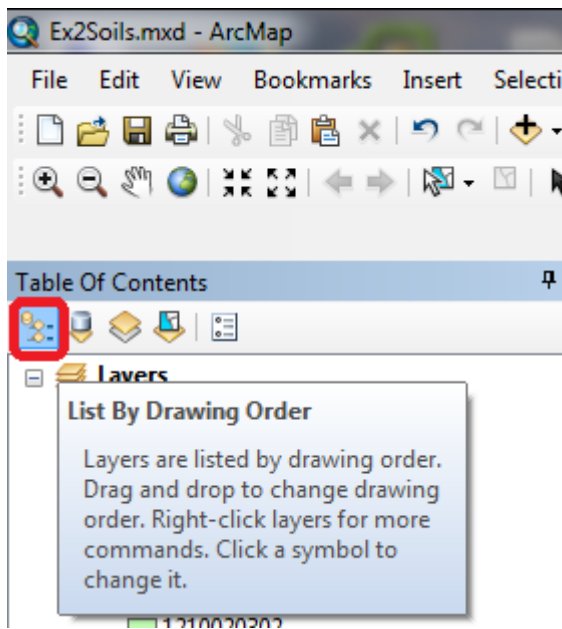 Ex2Soils.mxd - ArcMap
File Edit View Bookmarks Insert Selecti
Table Of Contents
Layers
List By Drawing Order
Layers are listed by drawing order.
Drag and drop to change drawing
order. Right-click layers for more
commands. Click a symbol to
change it.
1210020302